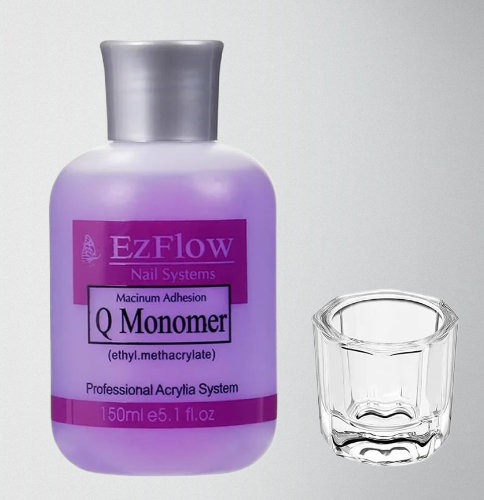 EzFlow
Nail Systems
Macinum Adhesion
Q Monomer
(ethyl.methacrylate)
Professional Acrylia System
150ml e5.1 fl.oz